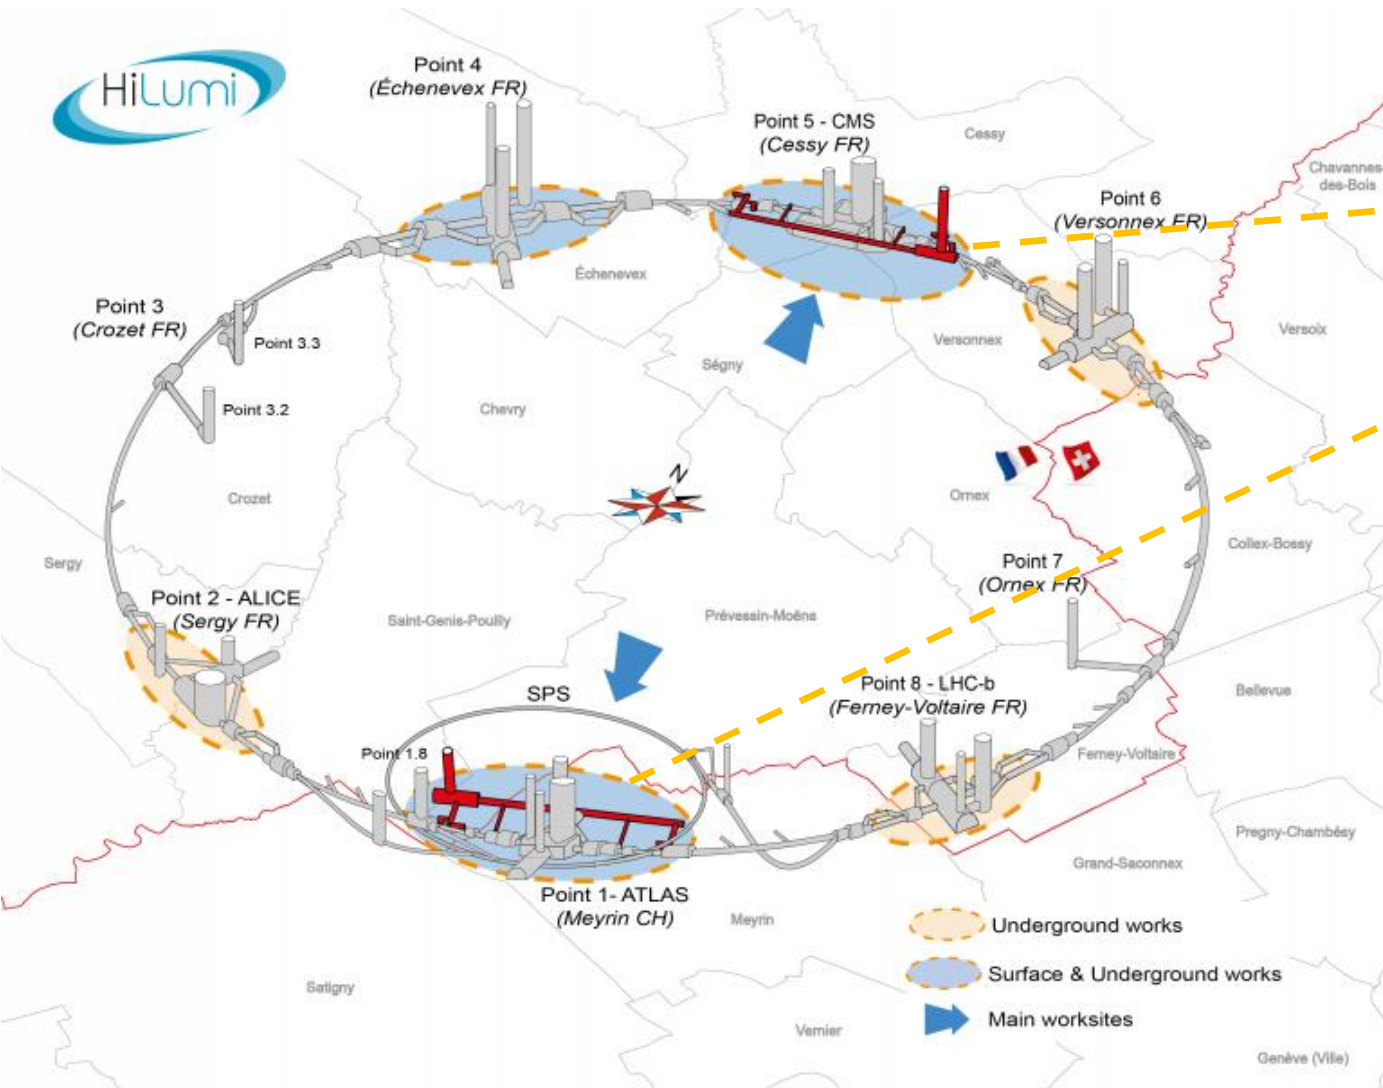 HiLumi
Point 4
(Échenevex FR)
Point 5 - CMS
(Cessy FR)
Cessy
Chavannes-
des-Bois
Point 6
(Versonnex FR)
Échenevex
Point 3
(Crozet FR)
Point 3.3
Versonnex
Versoix
Ségny
Chevry
Point 3.2
N
Crozet
Ornex
Collex-Bossy
Sergy
Point 7
(Ornex FR)
Point 2 - ALICE
(Sergy FR)
Saint-Genis-Pouilly
Prévessin-Moëns
SPS
Point 8 - LHC-b
(Ferney-Voltaire FR)
Bellevue
Point 1.8
Ferney-Voltaire
Pregny-Chambésy
Grand-Saconnex
Point 1- ATLAS
(Meyrin CH)
Meyrin
Underground works
Surface & Underground works
Satigny
Main worksites
Vernier
Genève (Ville)